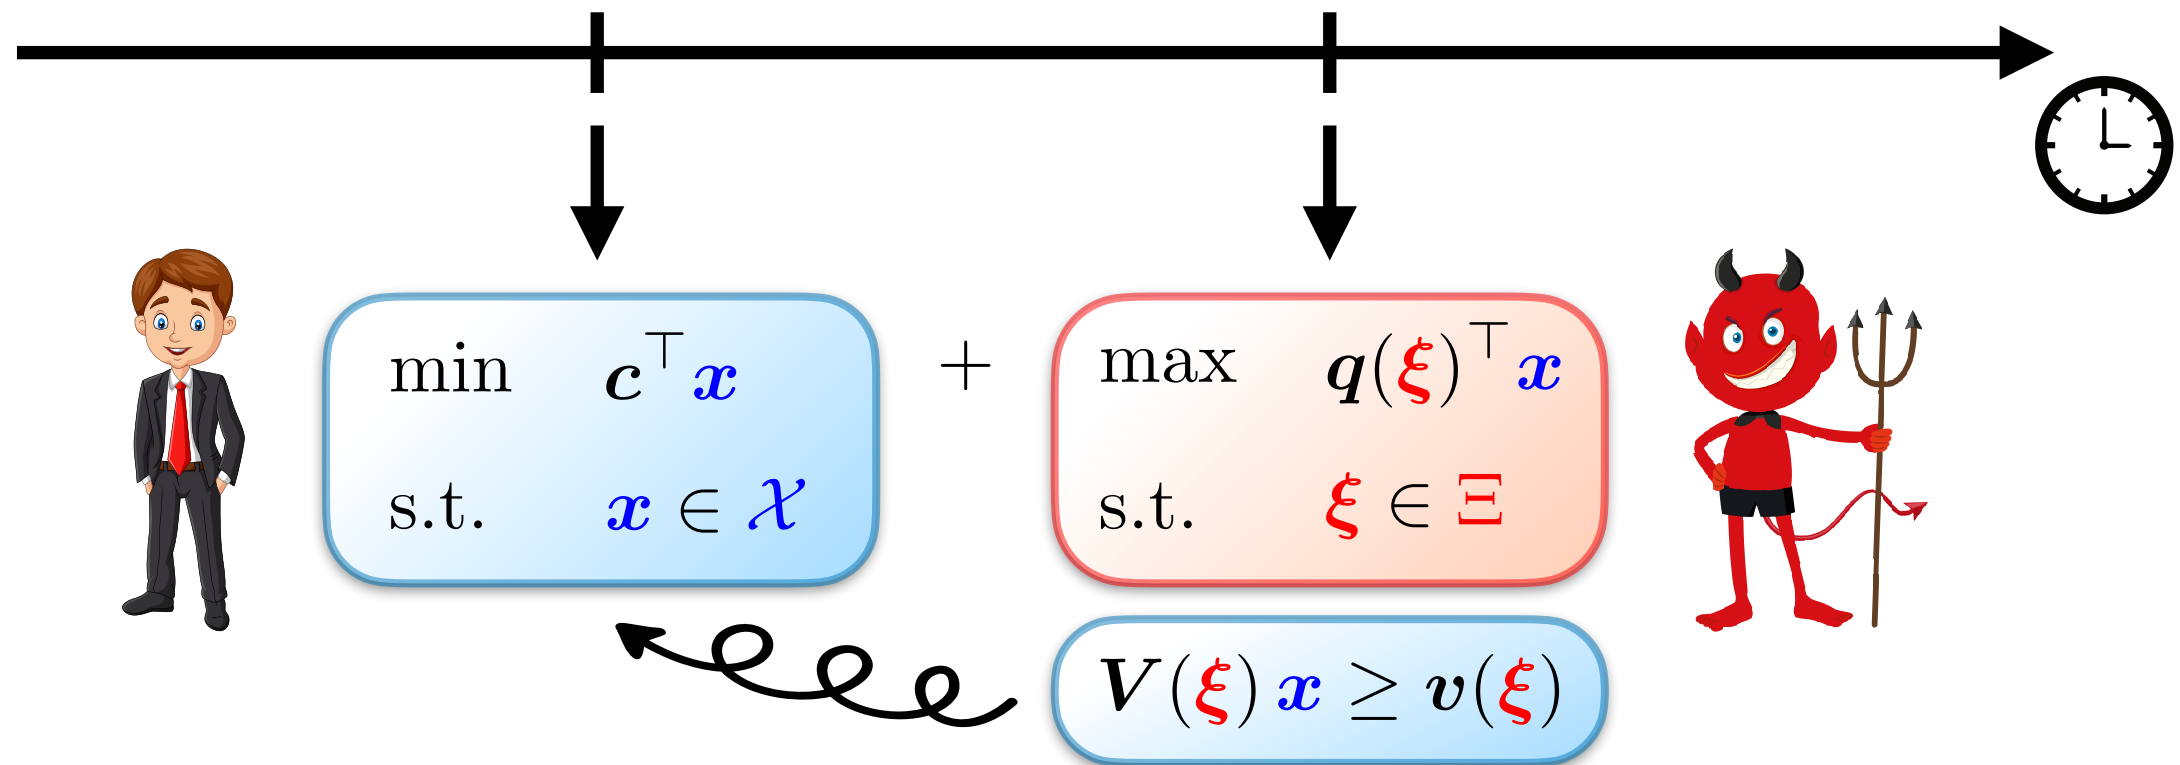 min c⊤x + max q(ξ)⊤x
s.t. x ∈ 𝒳 s.t. ξ ∈ Ξ
V(ξ) x ≥ v(ξ)